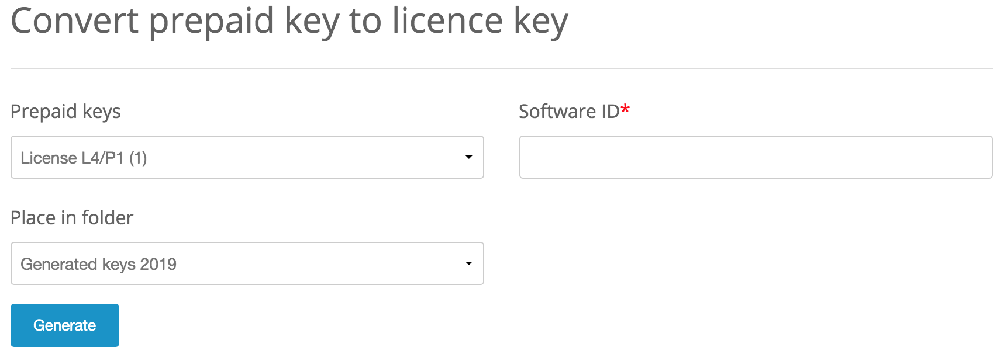 Convert prepaid key to licence key
Prepaid keys
Software ID*
License L4/P1 (1)
Place in folder
Generated keys 2019
Generate